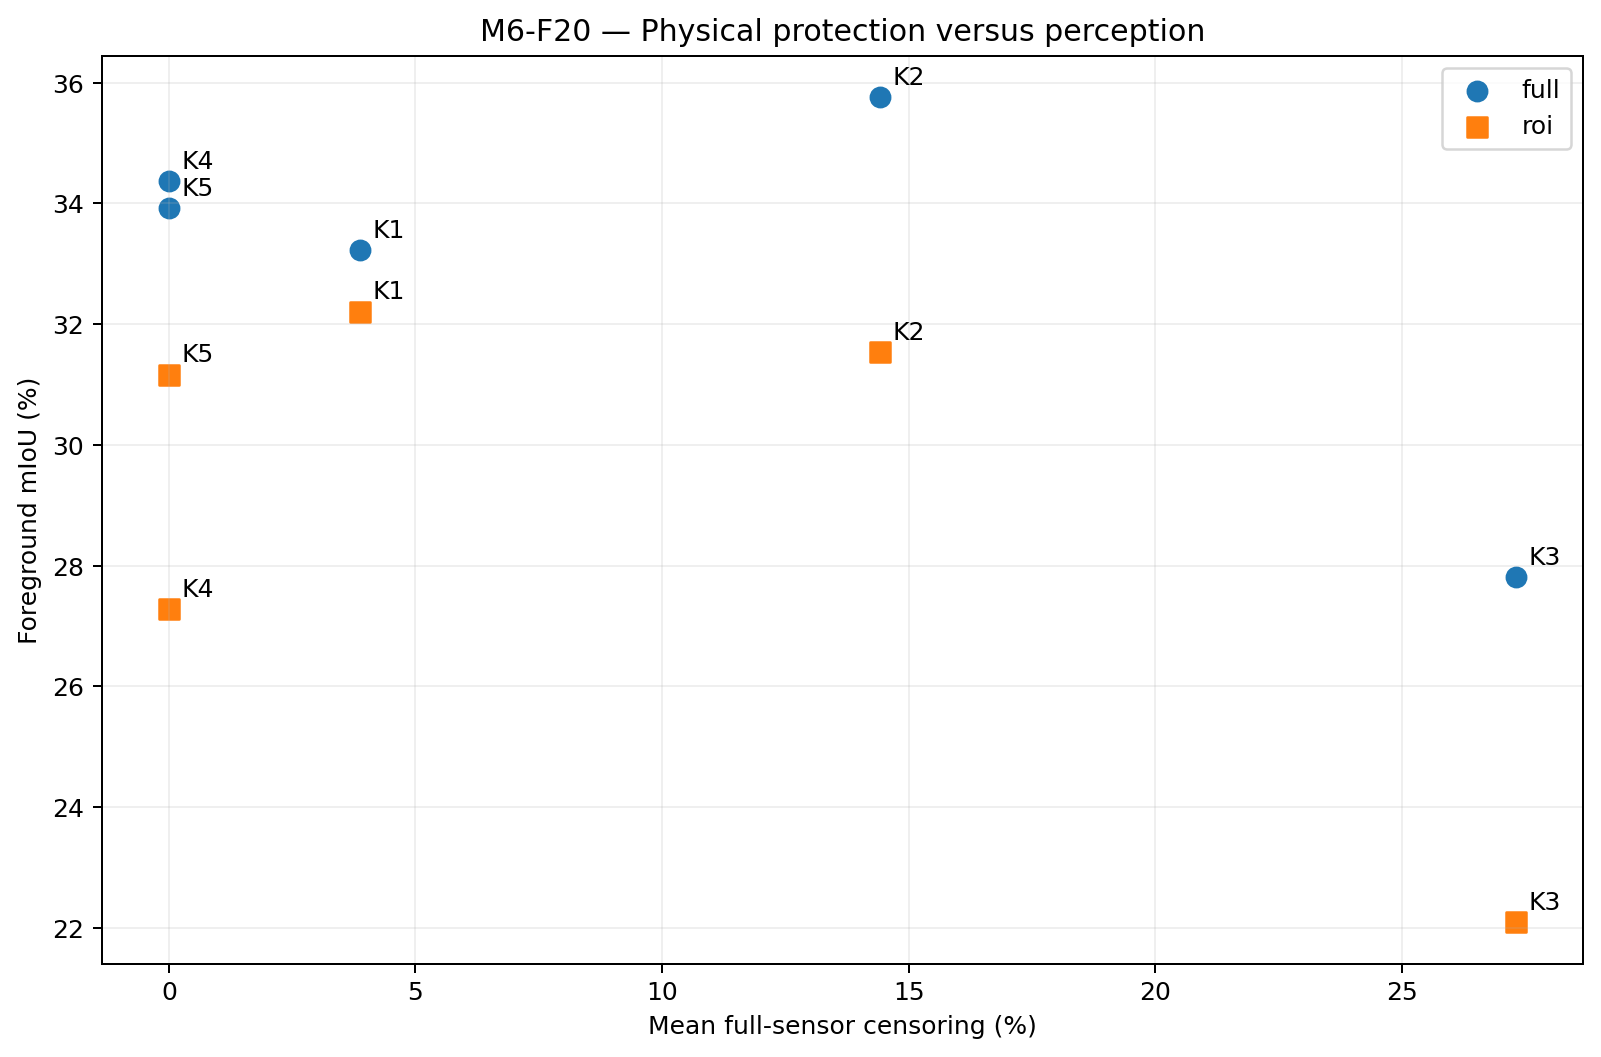 M6-F20 — Physical protection versus perception
36
34
32
30
28
26
24
22
Foreground mIoU (%)
K2
K4
K5
K1
K1
K2
K5
K4
K3
K3
full
roi
0
5
10
15
20
25
Mean full-sensor censoring (%)